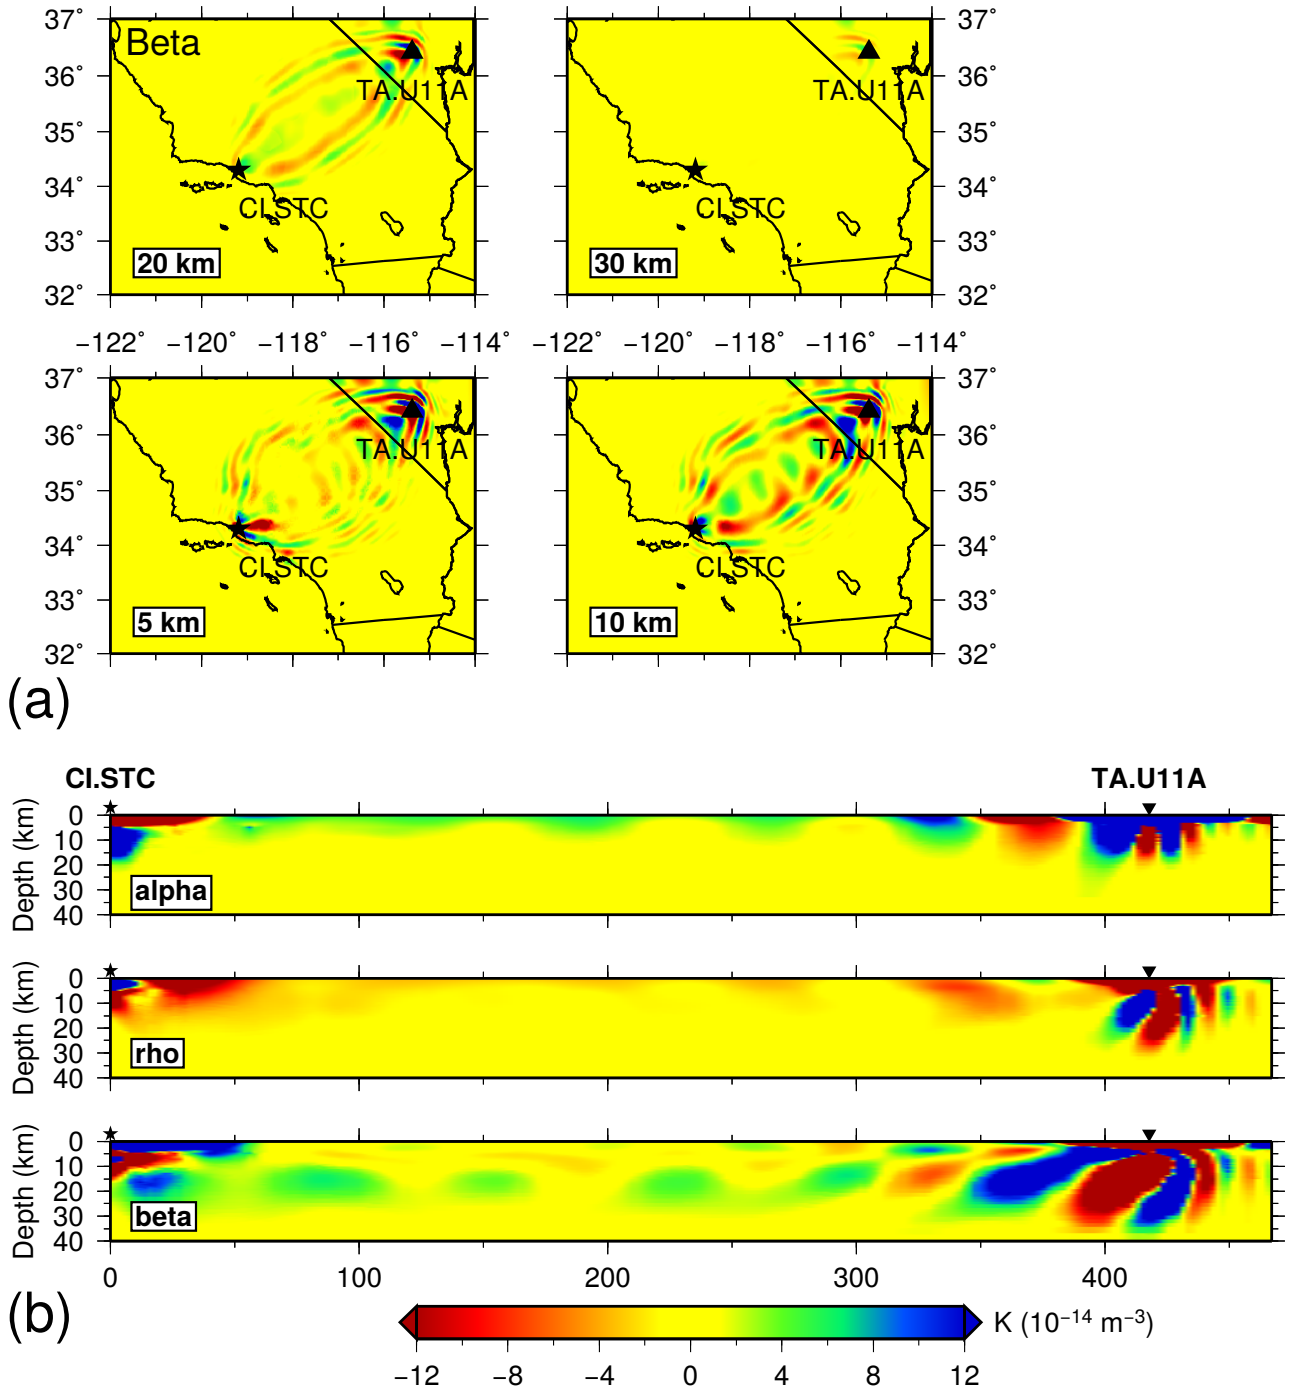 37° 37°
Beta
36° 36°
TA.U11A TA.U11A
35° 35°
34° 34°
CI.STC CI.STC
33° 33°
20 km 30 km
32° 32°
−122° −120° −118° −116° −114° −122° −120° −118° −116° −114°
37° 37°
36° 36°
TA.U11A TA.U11A
35° 35°
34° 34°
CI.STC CI.STC
33° 33°
5 km 10 km
32° 32°
(a)
CI.STC TA.U11A
Depth (km)
0
10
20
30
40
alpha
Depth (km)
0
10
20
30
40
rho
Depth (km)
0
10
20
30
40
beta
0 100 200 300 400
(b)
K (10⁻¹⁴ m⁻³)
−12 −8 −4 0 4 8 12